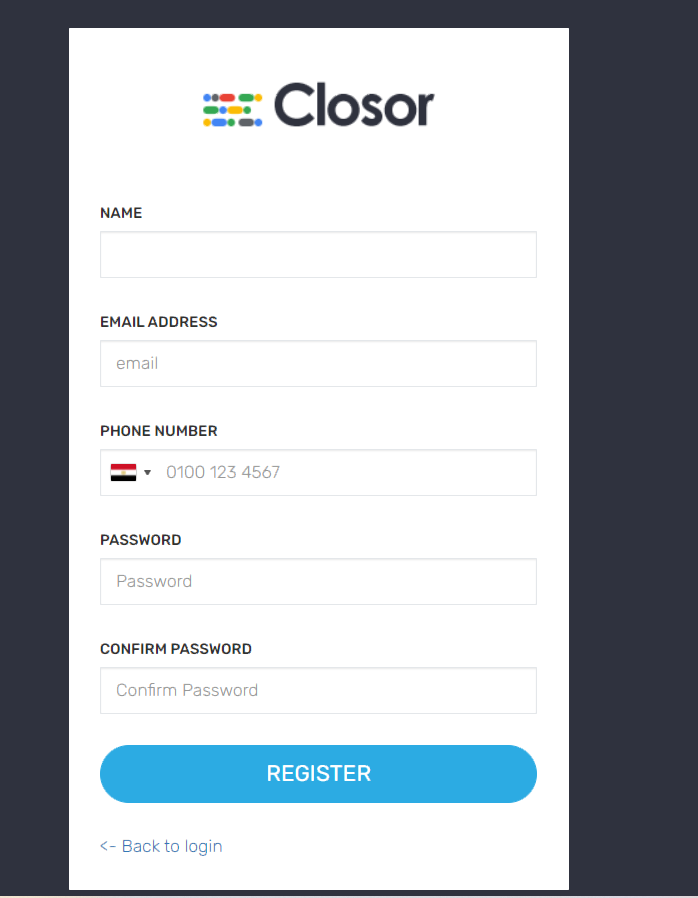 Closor
NAME
EMAIL ADDRESS
email
PHONE NUMBER
0100 123 4567
PASSWORD
Password
CONFIRM PASSWORD
Confirm Password
REGISTER
<- Back to login